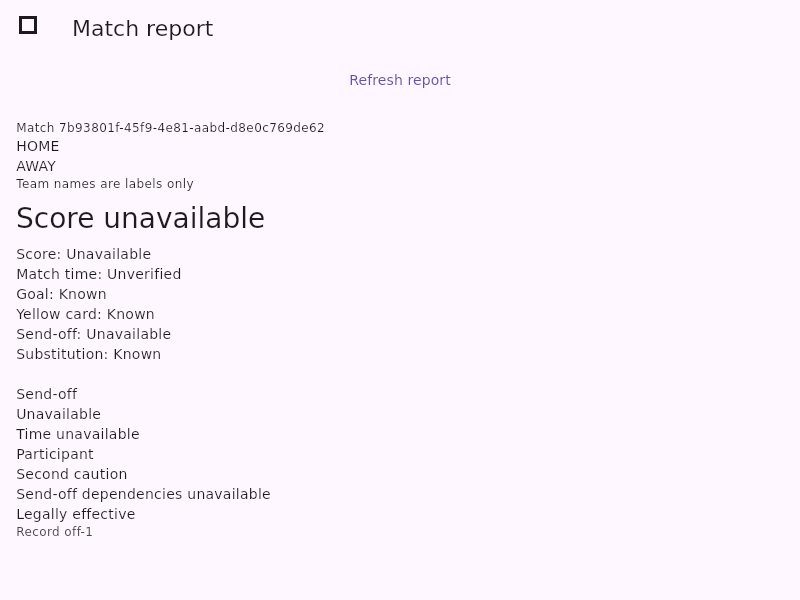 Match report
Refresh report
Match 7b93801f-45f9-4e81-aabd-d8e0c769de62
HOME
AWAY
Team names are labels only
Score unavailable
Score: Unavailable
Match time: Unverified
Goal: Known
Yellow card: Known
Send-off: Unavailable
Substitution: Known
Send-off
Unavailable
Time unavailable
Participant
Second caution
Send-off dependencies unavailable
Legally effective
Record off-1